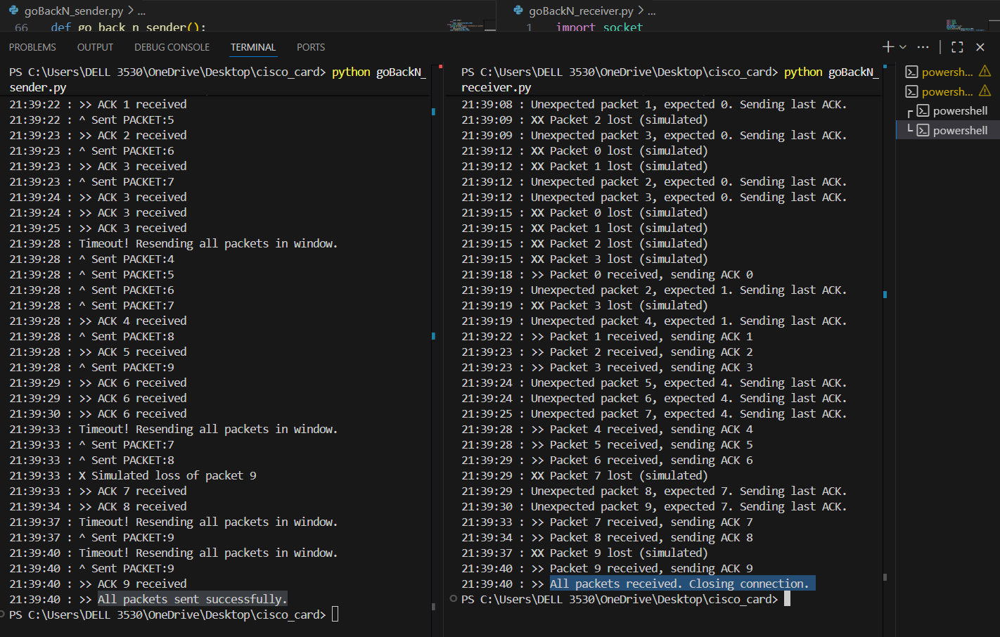 goBackN_sender.py > ...
66 def go_back_n_sender():
goBackN_receiver.py > ...
1 import socket
PROBLEMS OUTPUT DEBUG CONSOLE TERMINAL PORTS
PS C:\Users\DELL 3530\OneDrive\Desktop\cisco_card> python goBackN_
sender.py
21:39:22 : >> ACK 1 received
21:39:22 : ^ Sent PACKET:5
21:39:23 : >> ACK 2 received
21:39:23 : ^ Sent PACKET:6
21:39:23 : >> ACK 3 received
21:39:23 : ^ Sent PACKET:7
21:39:24 : >> ACK 3 received
21:39:24 : >> ACK 3 received
21:39:25 : >> ACK 3 received
21:39:28 : Timeout! Resending all packets in window.
21:39:28 : ^ Sent PACKET:4
21:39:28 : ^ Sent PACKET:5
21:39:28 : ^ Sent PACKET:6
21:39:28 : ^ Sent PACKET:7
21:39:28 : >> ACK 4 received
21:39:28 : ^ Sent PACKET:8
21:39:28 : >> ACK 5 received
21:39:28 : ^ Sent PACKET:9
21:39:29 : >> ACK 6 received
21:39:29 : >> ACK 6 received
21:39:30 : >> ACK 6 received
21:39:33 : Timeout! Resending all packets in window.
21:39:33 : ^ Sent PACKET:7
21:39:33 : ^ Sent PACKET:8
21:39:33 : X Simulated loss of packet 9
21:39:33 : >> ACK 7 received
21:39:34 : >> ACK 8 received
21:39:37 : Timeout! Resending all packets in window.
21:39:37 : ^ Sent PACKET:9
21:39:40 : Timeout! Resending all packets in window.
21:39:40 : ^ Sent PACKET:9
21:39:40 : >> ACK 9 received
21:39:40 : >> All packets sent successfully.
PS C:\Users\DELL 3530\OneDrive\Desktop\cisco_card>
PS C:\Users\DELL 3530\OneDrive\Desktop\cisco_card> python goBackN_
receiver.py
21:39:08 : Unexpected packet 1, expected 0. Sending last ACK.
21:39:09 : XX Packet 2 lost (simulated)
21:39:09 : Unexpected packet 3, expected 0. Sending last ACK.
21:39:12 : XX Packet 0 lost (simulated)
21:39:12 : XX Packet 1 lost (simulated)
21:39:12 : Unexpected packet 2, expected 0. Sending last ACK.
21:39:12 : Unexpected packet 3, expected 0. Sending last ACK.
21:39:15 : XX Packet 0 lost (simulated)
21:39:15 : XX Packet 1 lost (simulated)
21:39:15 : XX Packet 2 lost (simulated)
21:39:15 : XX Packet 3 lost (simulated)
21:39:18 : >> Packet 0 received, sending ACK 0
21:39:19 : Unexpected packet 2, expected 1. Sending last ACK.
21:39:19 : XX Packet 3 lost (simulated)
21:39:19 : Unexpected packet 4, expected 1. Sending last ACK.
21:39:22 : >> Packet 1 received, sending ACK 1
21:39:23 : >> Packet 2 received, sending ACK 2
21:39:23 : >> Packet 3 received, sending ACK 3
21:39:24 : Unexpected packet 5, expected 4. Sending last ACK.
21:39:24 : Unexpected packet 6, expected 4. Sending last ACK.
21:39:25 : Unexpected packet 7, expected 4. Sending last ACK.
21:39:28 : >> Packet 4 received, sending ACK 4
21:39:28 : >> Packet 5 received, sending ACK 5
21:39:29 : >> Packet 6 received, sending ACK 6
21:39:29 : XX Packet 7 lost (simulated)
21:39:29 : Unexpected packet 8, expected 7. Sending last ACK.
21:39:30 : Unexpected packet 9, expected 7. Sending last ACK.
21:39:33 : >> Packet 7 received, sending ACK 7
21:39:34 : >> Packet 8 received, sending ACK 8
21:39:37 : XX Packet 9 lost (simulated)
21:39:40 : >> Packet 9 received, sending ACK 9
21:39:40 : >> All packets received. Closing connection.
PS C:\Users\DELL 3530\OneDrive\Desktop\cisco_card>
powersh...
powersh...
powershell
powershell